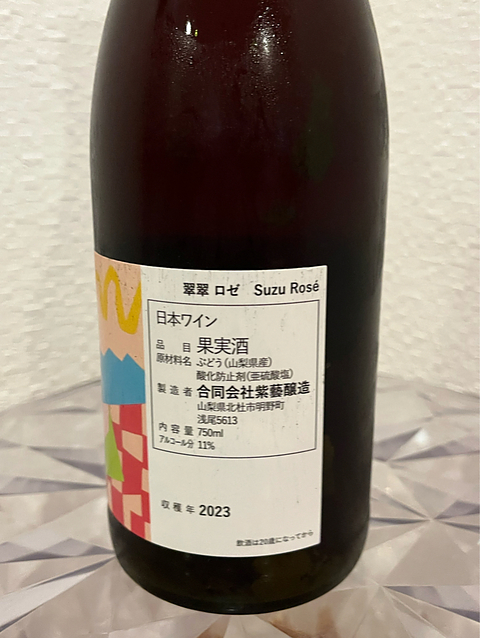 翠翠 ロゼ Suzu Rosé
日本ワイン
品目 果実酒
原材料名 ぶどう(山梨県産)
酸化防止剤(亜硫酸塩)
製造者 合同会社紫藝醸造
山梨県北杜市明野町
浅尾5613
内容量 750ml
アルコール分 11%
収穫年 2023
飲酒は20歳になってから